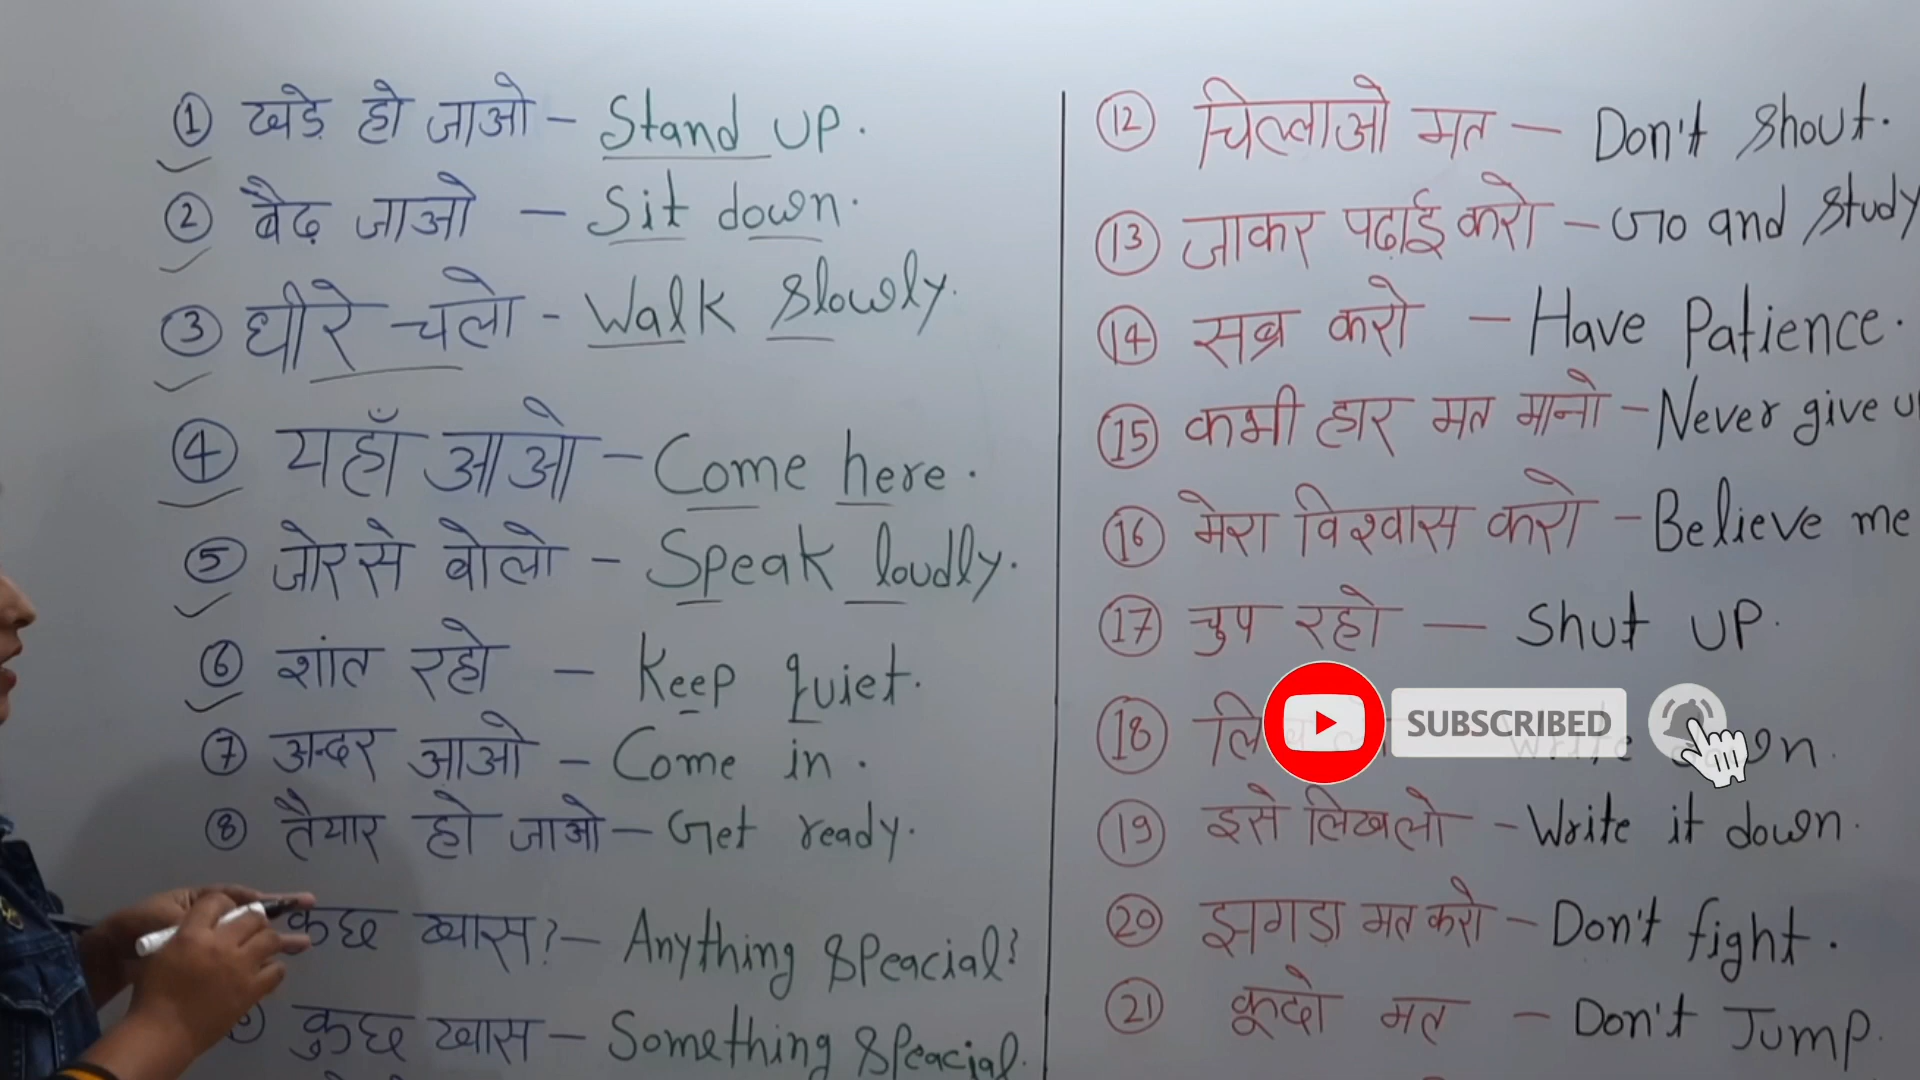 ① खड़े हो जाओ - Stand UP.
② बैढ़ जाओ - Sit down.
③ धीरे चलो - Walk Slowly.
④ यहाँ आओ - Come here.
⑤ जोर से बोलो - Speak loudly.
⑥ शांत रहो - Keep quiet.
⑦ अन्दर आओ - Come in.
⑧ तैयार हो जाओ - Get ready.
कुछ खास? - Anything SPeacial?
कुछ खास - Something SPeacial.
⑫ चिल्लाओ मत - Don't Shout.
⑬ जाकर पढ़ाई करो - Go and Study
⑭ सब्र करो - Have Patience.
⑮ कभी हार मत मानो - Never give up
⑯ मेरा विश्वास करो - Believe me
⑰ चुप रहो - Shut UP.
⑱
SUBSCRIBED
⑲ इसे लिखलो - Write it down.
⑳ झगड़ा मत करो - Don't fight.
㉑ कूदो मत - Don't Jump.